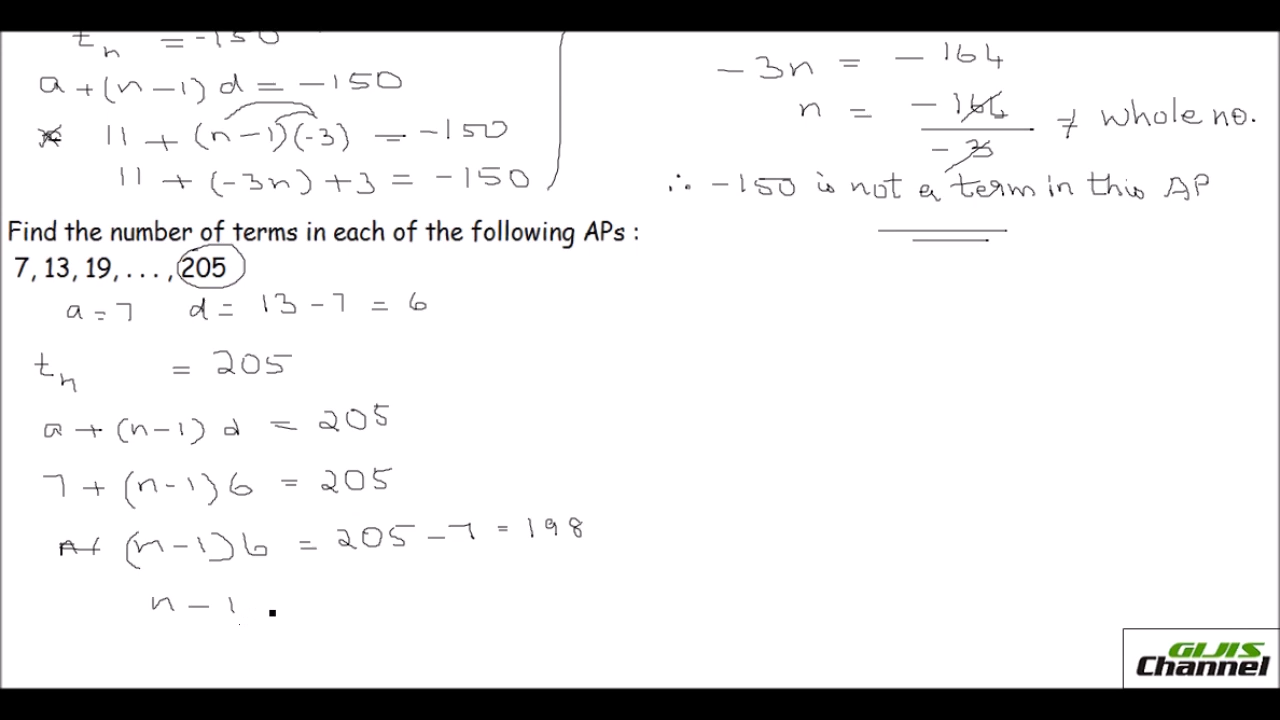 tn = -150
a + (n-1) d = -150
11 + (n-1)(-3) = -150
11 + (-3n) + 3 = -150
-3n = -164
n = -164 / -3 ≠ whole no.
∴ -150 is not a term in this AP
Find the number of terms in each of the following APs :
7, 13, 19, . . . , 205
a = 7 d = 13 - 7 = 6
tn = 205
a + (n-1) d = 205
7 + (n-1) 6 = 205
(n-1) 6 = 205 - 7 = 198
n - 1
GIJIS
Channel